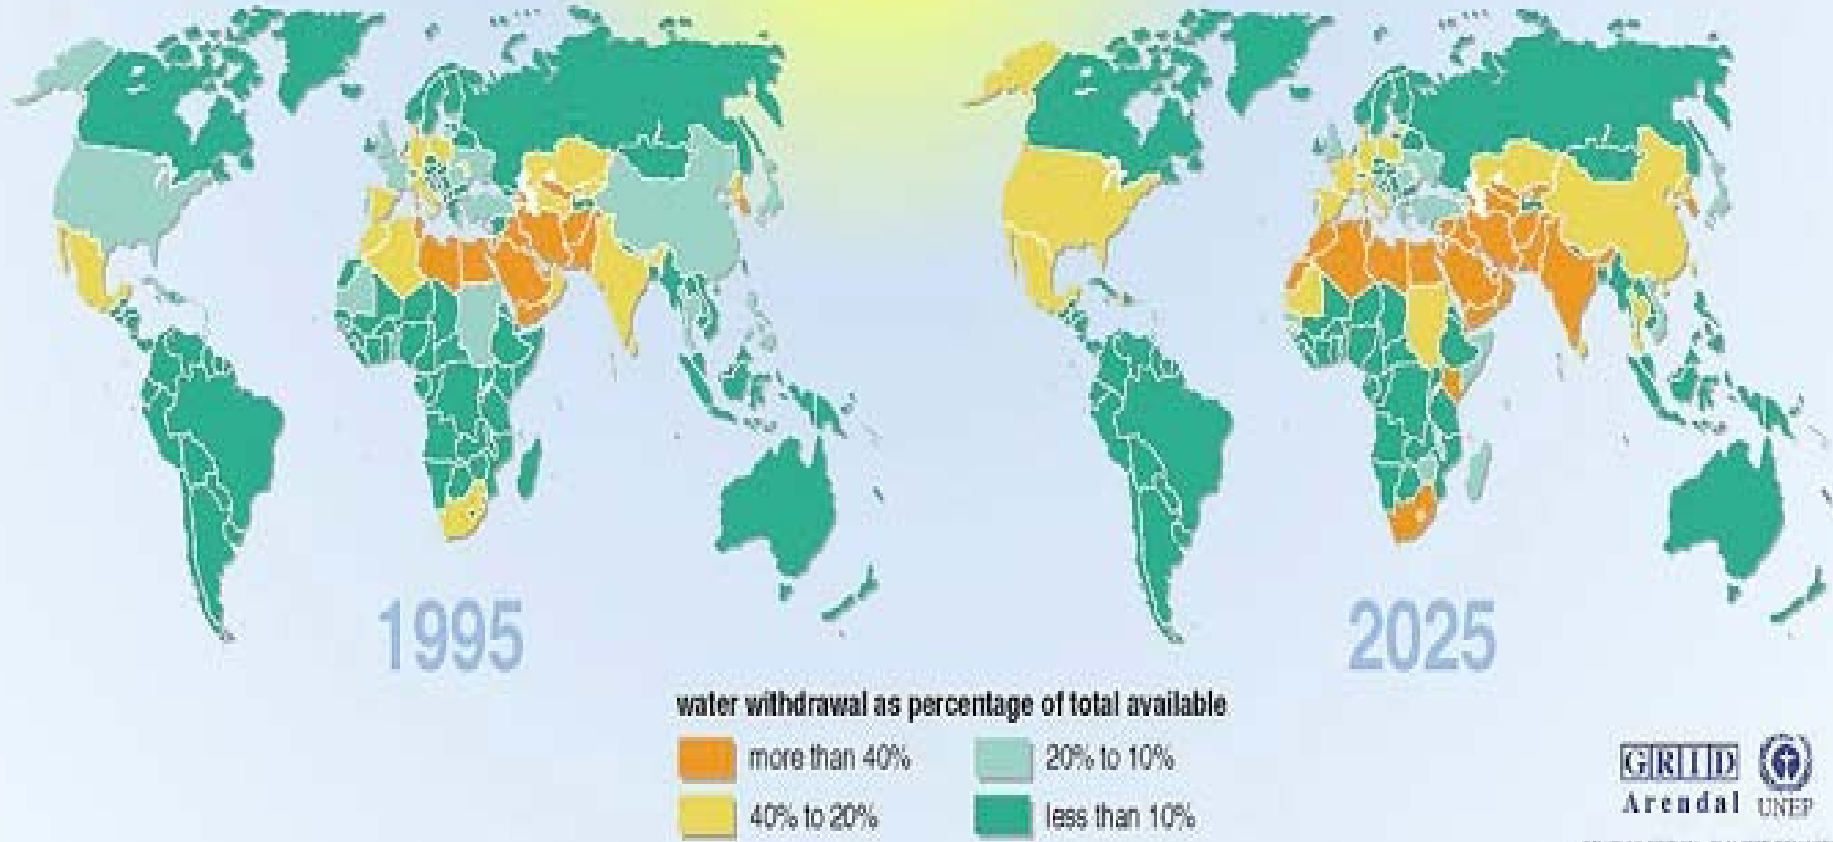 1995
2025
water withdrawal as percentage of total available
more than 40%
20% to 10%
40% to 20%
less than 10%
GRID
Arendal
UNEP